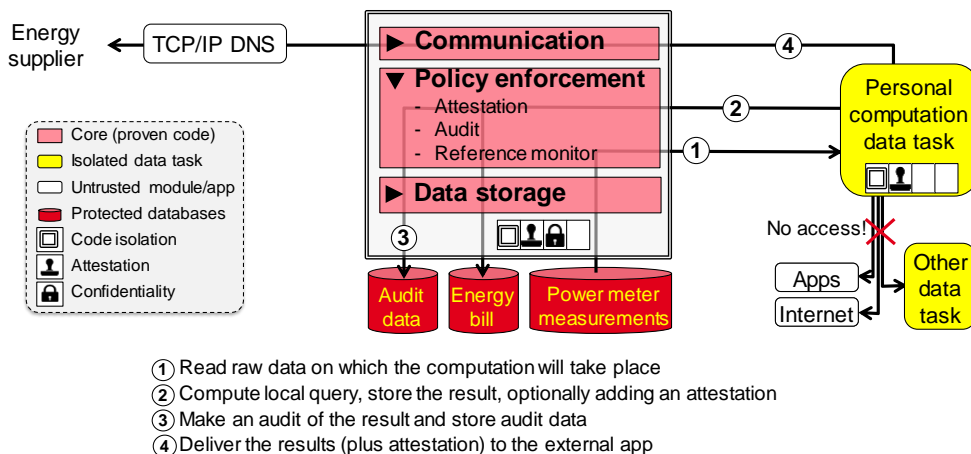 Energy
supplier
TCP/IP DNS
► Communication
▼ Policy enforcement
- Attestation
- Audit
- Reference monitor
► Data storage
4
2
1
3
Personal
computation
data task
No access!
Apps
Internet
Other
data
task
Audit
data
Energy
bill
Power meter
measurements
Core (proven code)
Isolated data task
Untrusted module/app
Protected databases
Code isolation
Attestation
Confidentiality
1 Read raw data on which the computation will take place
2 Compute local query, store the result, optionally adding an attestation
3 Make an audit of the result and store audit data
4 Deliver the results (plus attestation) to the external app